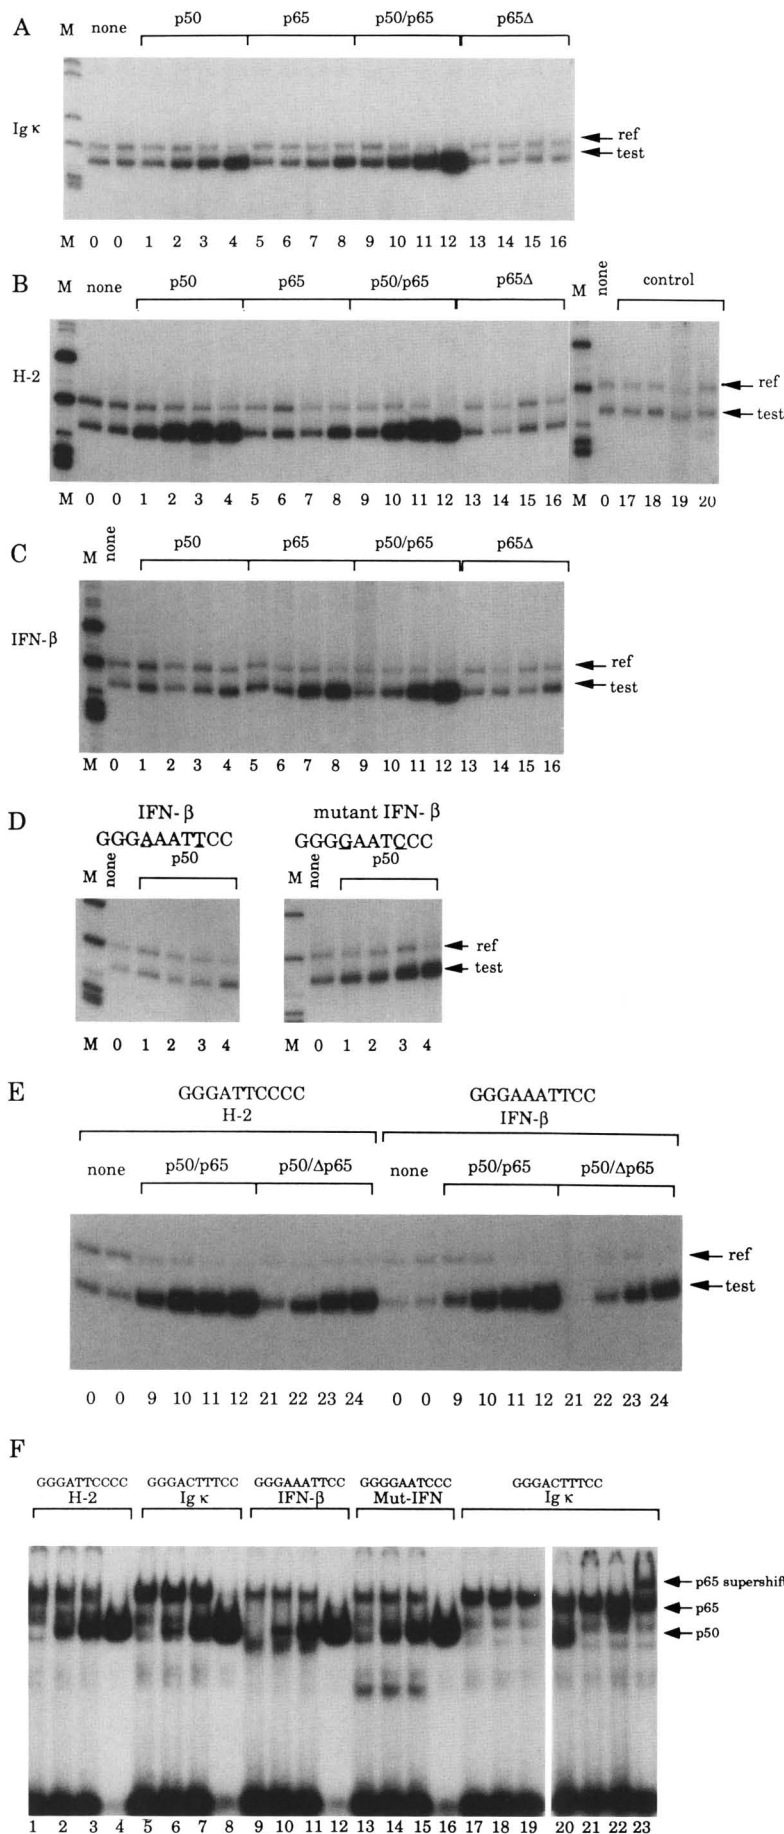 A
M none p50 p65 p50/p65 p65Δ
Ig κ
ref
test
M 0 0 1 2 3 4 5 6 7 8 9 10 11 12 13 14 15 16
B
M none p50 p65 p50/p65 p65Δ M none control
H-2
ref
test
M 0 0 1 2 3 4 5 6 7 8 9 10 11 12 13 14 15 16 M 0 17 18 19 20
C
M none p50 p65 p50/p65 p65Δ
IFN-β
ref
test
M 0 1 2 3 4 5 6 7 8 9 10 11 12 13 14 15 16
D
IFN- β mutant IFN- β
GGGAAATTCC GGGGAATCCC
M none p50 M none p50
ref
test
M 0 1 2 3 4 M 0 1 2 3 4
E
GGGATTCCCC GGGAAATTCC
H-2 IFN-β
none p50/p65 p50/Δp65 none p50/p65 p50/Δp65
ref
test
0 0 9 10 11 12 21 22 23 24 0 0 9 10 11 12 21 22 23 24
F
GGGATTCCCC GGGACTTTCC GGGAAATTCC GGGGAATCCC GGGACTTTCC
H-2 Ig κ IFN-β Mut-IFN Ig κ
p65 supershift
p65
p50
1 2 3 4 5 6 7 8 9 10 11 12 13 14 15 16 17 18 19 20 21 22 23